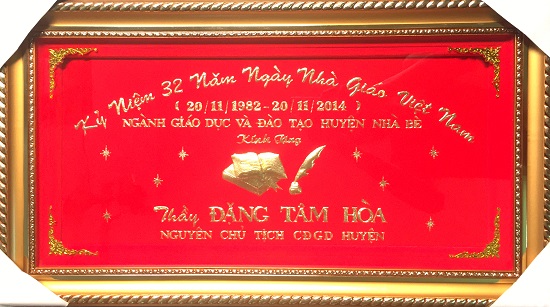 Kỷ Niệm 32 Năm Ngày Nhà Giáo Việt Nam
( 20/11/1982-20/11/2014 )
NGÀNH GIÁO DỤC VÀ ĐÀO TẠO HUYỆN NHÀ BÈ
Kính Tặng
Thầy ĐẶNG TÂM HÒA
NGUYÊN CHỦ TỊCH CĐGD HUYỆN